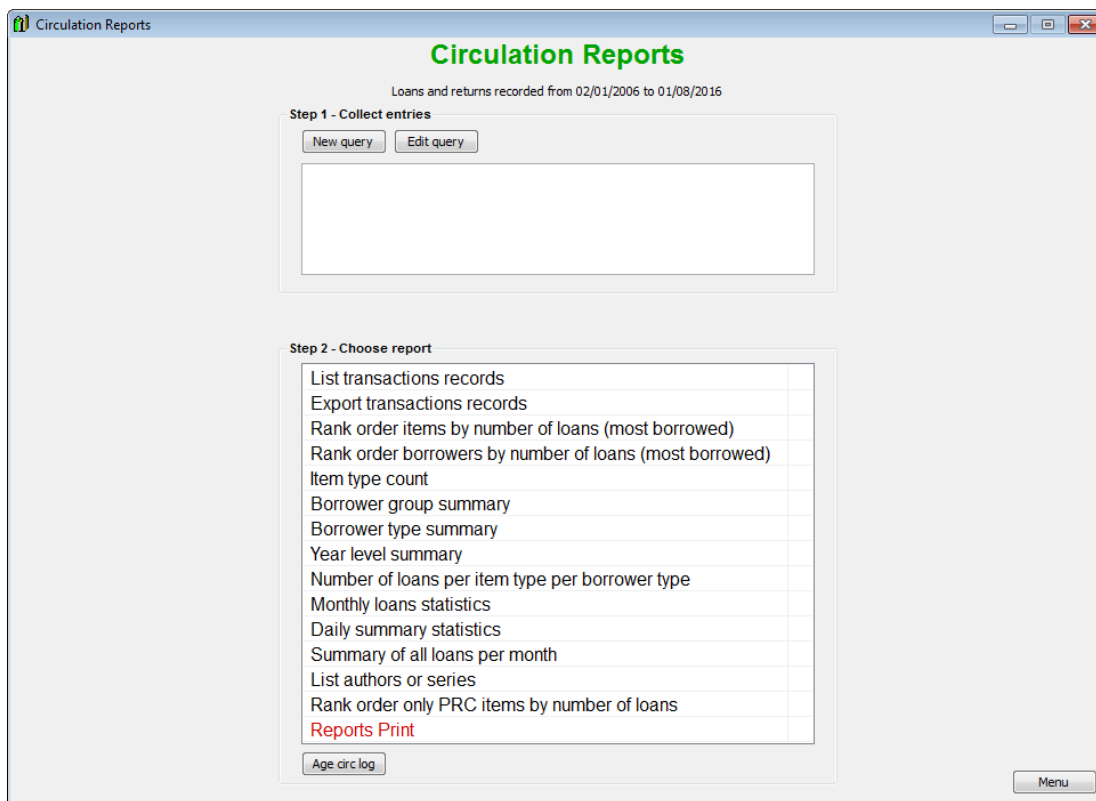 Circulation Reports
Circulation Reports
Loans and returns recorded from 02/01/2006 to 01/08/2016
Step 1 - Collect entries
New query Edit query
Step 2 - Choose report
List transactions records
Export transactions records
Rank order items by number of loans (most borrowed)
Rank order borrowers by number of loans (most borrowed)
Item type count
Borrower group summary
Borrower type summary
Year level summary
Number of loans per item type per borrower type
Monthly loans statistics
Daily summary statistics
Summary of all loans per month
List authors or series
Rank order only PRC items by number of loans
Reports Print
Age circ log
Menu